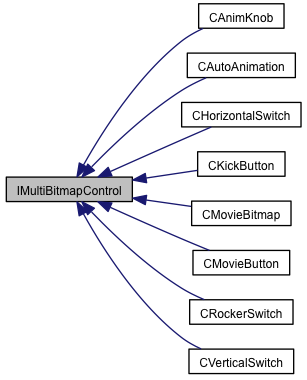 CAnimKnob
CAutoAnimation
CHorizontalSwitch
CKickButton
IMultiBitmapControl
CMovieBitmap
CMovieButton
CRockerSwitch
CVerticalSwitch